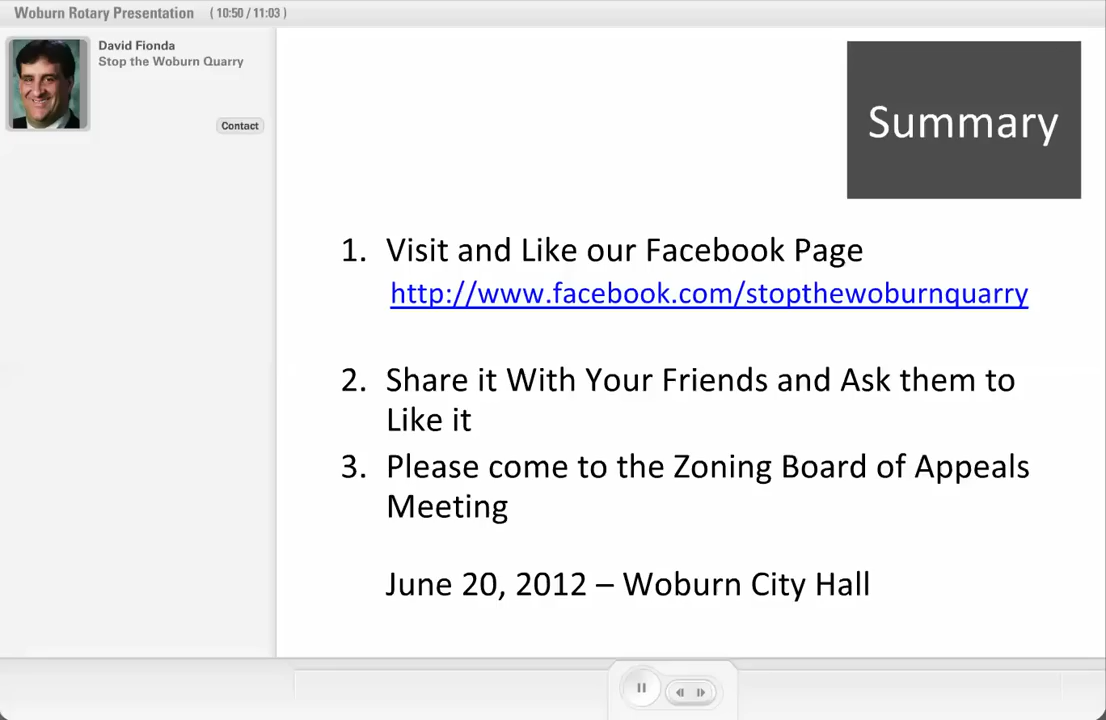 Woburn Rotary Presentation ( 10:50 / 11:03 )
David Fionda
Stop the Woburn Quarry
Contact
Summary
1. Visit and Like our Facebook Page
http://www.facebook.com/stopthewoburnquarry
2. Share it With Your Friends and Ask them to
Like it
3. Please come to the Zoning Board of Appeals
Meeting
June 20, 2012 – Woburn City Hall